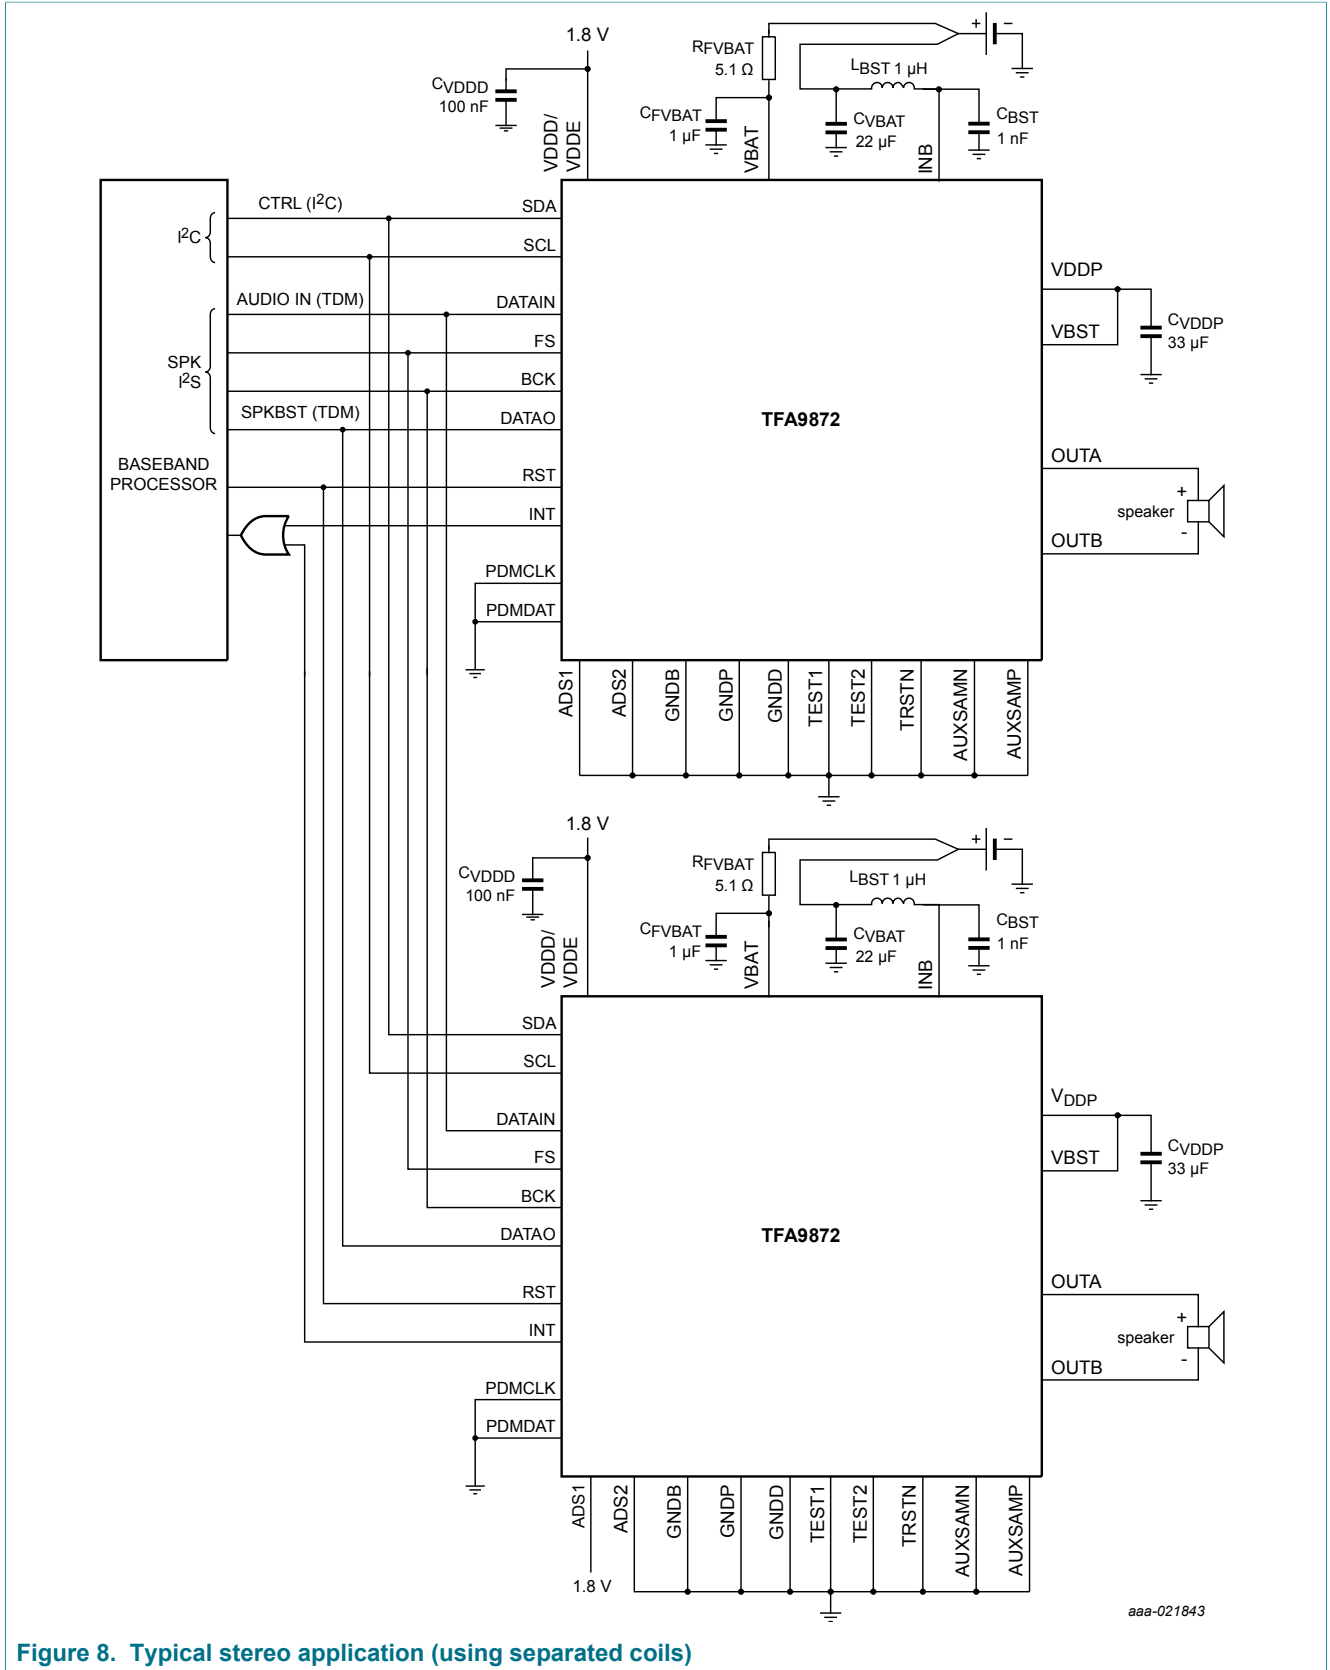 1.8 V
CVDDD
100 nF
VDDD/
VDDE
RFVBAT
5.1 Ω
CFVBAT
1 µF
VBAT
+
−
LBST 1 µH
CVBAT
22 µF
INB
CBST
1 nF
I2C
CTRL (I2C)
SDA
SCL
SPK
I2S
AUDIO IN (TDM)
DATAIN
FS
BCK
SPKBST (TDM)
DATAO
BASEBAND
PROCESSOR
RST
INT
PDMCLK
PDMDAT
TFA9872
VDDP
VBST
CVDDP
33 µF
OUTA
+
speaker
-
OUTB
ADS1
ADS2
GNDB
GNDP
GNDD
TEST1
TEST2
TRSTN
AUXSAMN
AUXSAMP
1.8 V
CVDDD
100 nF
VDDD/
VDDE
RFVBAT
5.1 Ω
CFVBAT
1 µF
VBAT
+
−
LBST 1 µH
CVBAT
22 µF
INB
CBST
1 nF
SDA
SCL
DATAIN
FS
BCK
DATAO
RST
INT
PDMCLK
PDMDAT
TFA9872
VDDP
VBST
CVDDP
33 µF
OUTA
+
speaker
-
OUTB
ADS1
ADS2
GNDB
GNDP
GNDD
TEST1
TEST2
TRSTN
AUXSAMN
AUXSAMP
1.8 V
aaa-021843
Figure 8. Typical stereo application (using separated coils)